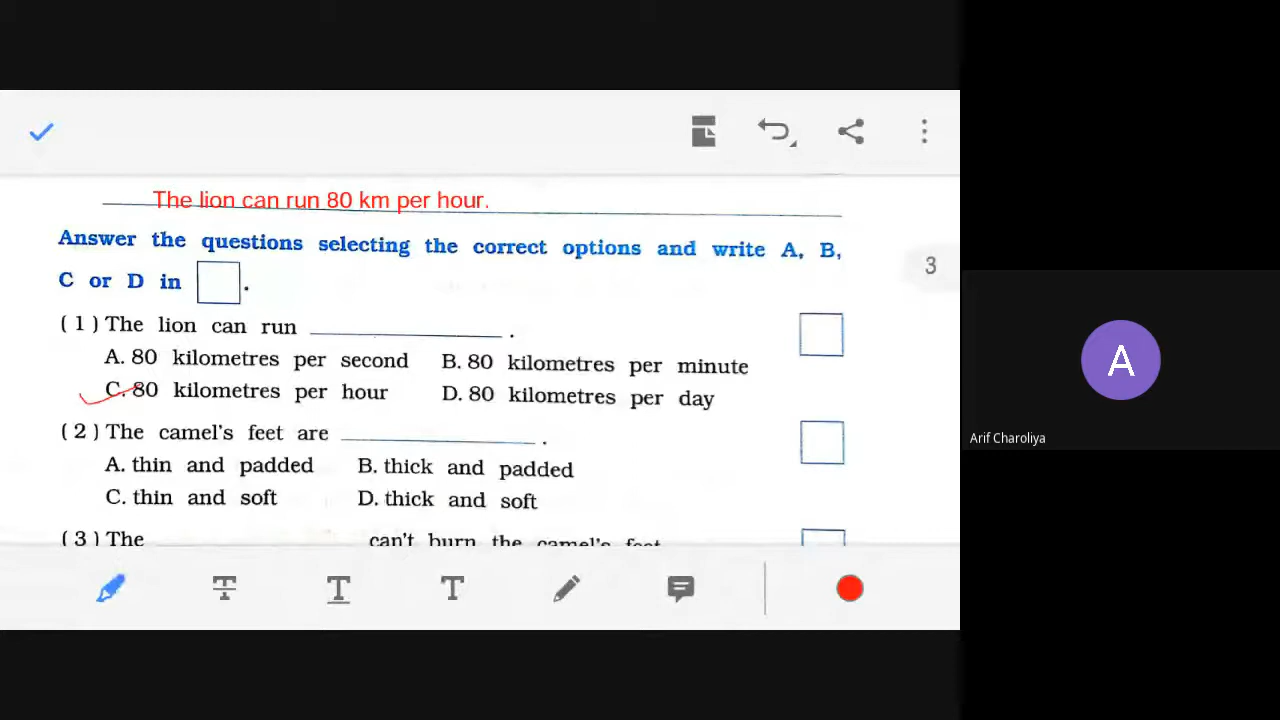 The lion can run 80 km per hour.
Answer the questions selecting the correct options and write A, B,
C or D in .
3
( 1 ) The lion can run ____________ .
A. 80 kilometres per second B. 80 kilometres per minute
C. 80 kilometres per hour D. 80 kilometres per day
( 2 ) The camel's feet are ____________ .
A. thin and padded B. thick and padded
C. thin and soft D. thick and soft
( 3 ) The ____________ can't burn the camel's feet
T T T
A
Arif Charoliya